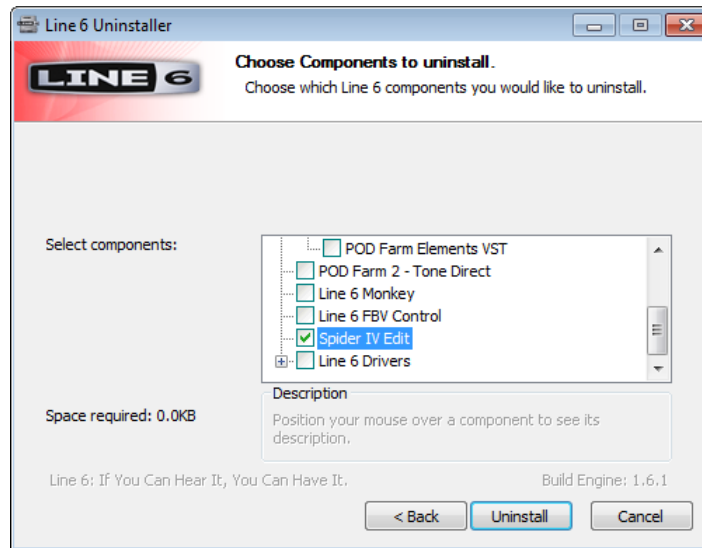 Line 6 Uninstaller
LINE 6
Choose Components to uninstall.
Choose which Line 6 components you would like to uninstall.
Select components:
POD Farm Elements VST
POD Farm 2 - Tone Direct
Line 6 Monkey
Line 6 FBV Control
Spider IV Edit
Line 6 Drivers
Space required: 0.0KB
Description
Position your mouse over a component to see its
description.
Line 6: If You Can Hear It, You Can Have It.
Build Engine: 1.6.1
< Back
Uninstall
Cancel